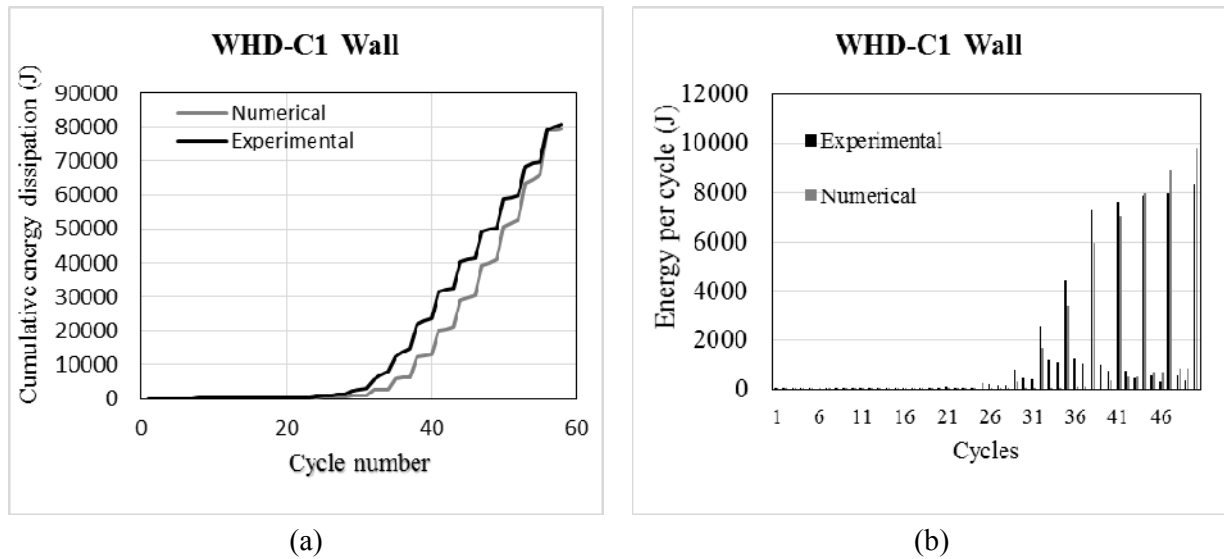 WHD-C1 Wall
Cumulative energy dissipation (J)
90000
80000
70000
60000
50000
40000
30000
20000
10000
0
Numerical
Experimental
0 20 40 60
Cycle number
(a)
WHD-C1 Wall
Energy per cycle (J)
12000
10000
8000
6000
4000
2000
0
Experimental
Numerical
1 6 11 16 21 26 31 36 41 46
Cycles
(b)